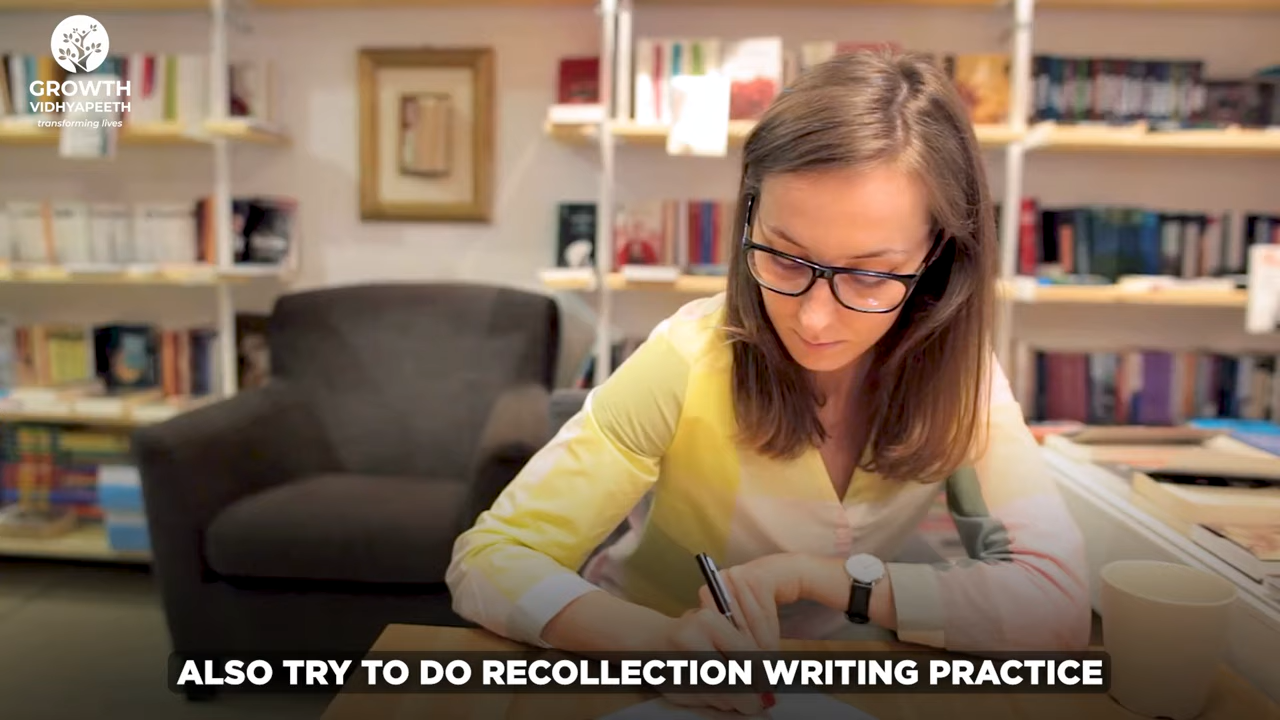 GROWTH
VIDHYAPEETH
transforming lives
ALSO TRY TO DO RECOLLECTION WRITING PRACTICE